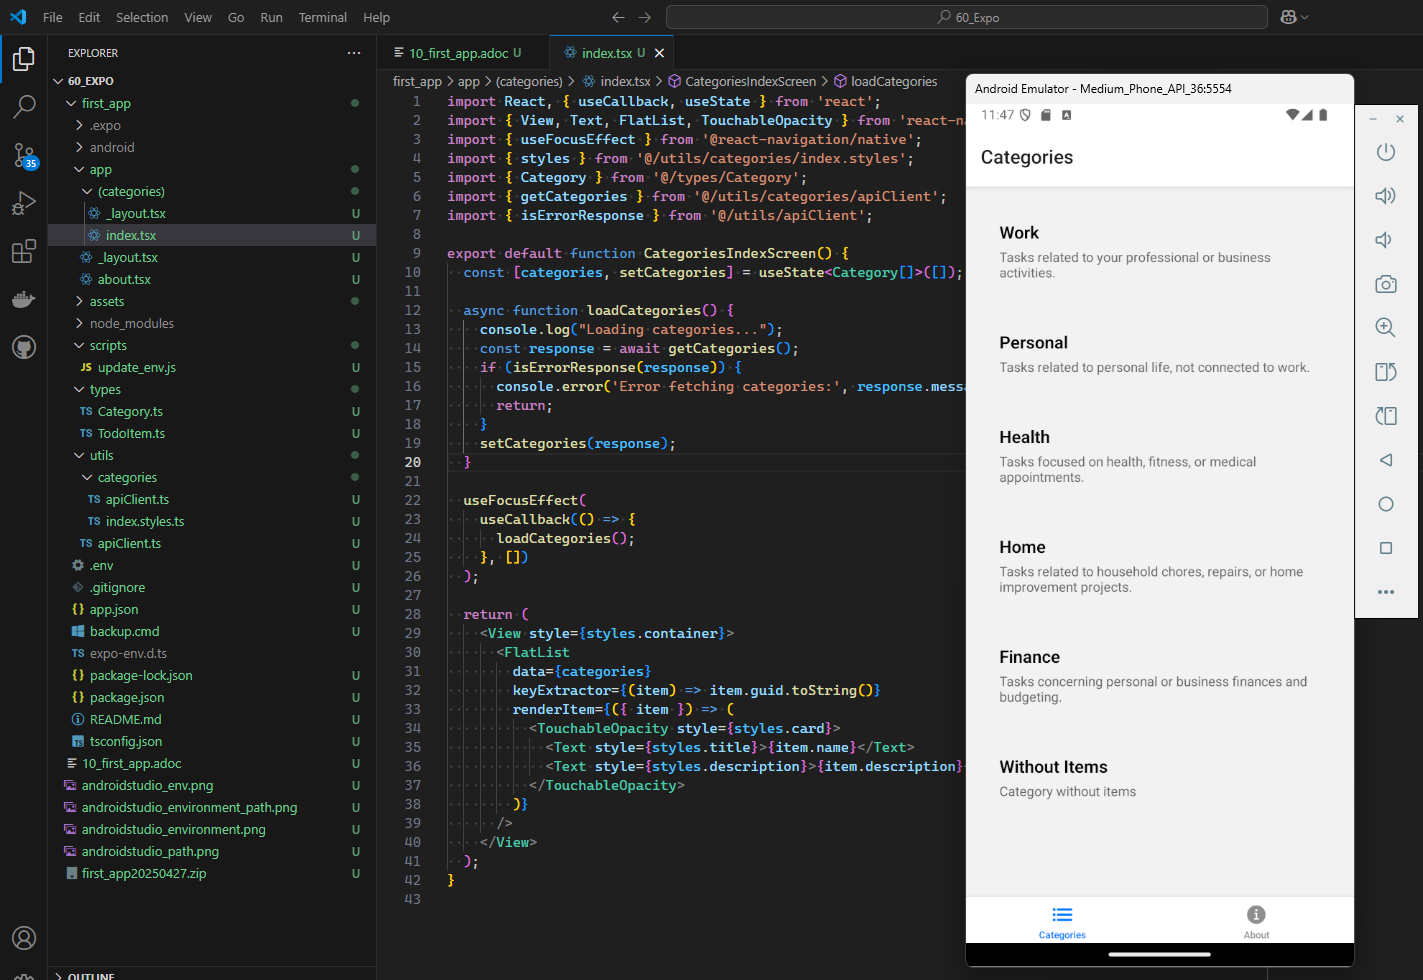 File Edit Selection View Go Run Terminal Help
60_Expo
EXPLORER
60_EXPO
first_app
.expo
android
app
(categories)
_layout.tsx U
index.tsx U
_layout.tsx U
about.tsx U
assets
node_modules
scripts
JS update_env.js U
types
TS Category.ts U
TS TodoItem.ts U
utils
categories
TS apiClient.ts U
TS index.styles.ts U
TS apiClient.ts U
.env U
.gitignore U
{} app.json U
backup.cmd U
TS expo-env.d.ts
{} package-lock.json U
{} package.json U
README.md U
TS tsconfig.json U
10_first_app.adoc U
androidstudio_env.png U
androidstudio_environment_path.png U
androidstudio_environment.png U
androidstudio_path.png U
first_app20250427.zip U
OUTLINE
35
10_first_app.adoc U
index.tsx U
first_app > app > (categories) > index.tsx > CategoriesIndexScreen > loadCategories
1 import React, { useCallback, useState } from 'react';
2 import { View, Text, FlatList, TouchableOpacity } from 'react-na
3 import { useFocusEffect } from '@react-navigation/native';
4 import { styles } from '@/utils/categories/index.styles';
5 import { Category } from '@/types/Category';
6 import { getCategories } from '@/utils/categories/apiClient';
7 import { isErrorResponse } from '@/utils/apiClient';
8
9 export default function CategoriesIndexScreen() {
10 const [categories, setCategories] = useState<Category[]>([]);
11
12 async function loadCategories() {
13 console.log("Loading categories...");
14 const response = await getCategories();
15 if (isErrorResponse(response)) {
16 console.error('Error fetching categories:', response.messa
17 return;
18 }
19 setCategories(response);
20 }
21
22 useFocusEffect(
23 useCallback(() => {
24 loadCategories();
25 }, [])
26 );
27
28 return (
29 <View style={styles.container}>
30 <FlatList
31 data={categories}
32 keyExtractor={(item) => item.guid.toString()}
33 renderItem={({ item }) => (
34 <TouchableOpacity style={styles.card}>
35 <Text style={styles.title}>{item.name}</Text>
36 <Text style={styles.description}>{item.description}
37 </TouchableOpacity>
38 )}
39 />
40 </View>
41 );
42 }
43
Android Emulator - Medium_Phone_API_36:5554
11:47
Categories
Work
Tasks related to your professional or business
activities.
Personal
Tasks related to personal life, not connected to work.
Health
Tasks focused on health, fitness, or medical
appointments.
Home
Tasks related to household chores, repairs, or home
improvement projects.
Finance
Tasks concerning personal or business finances and
budgeting.
Without Items
Category without items
Categories
About